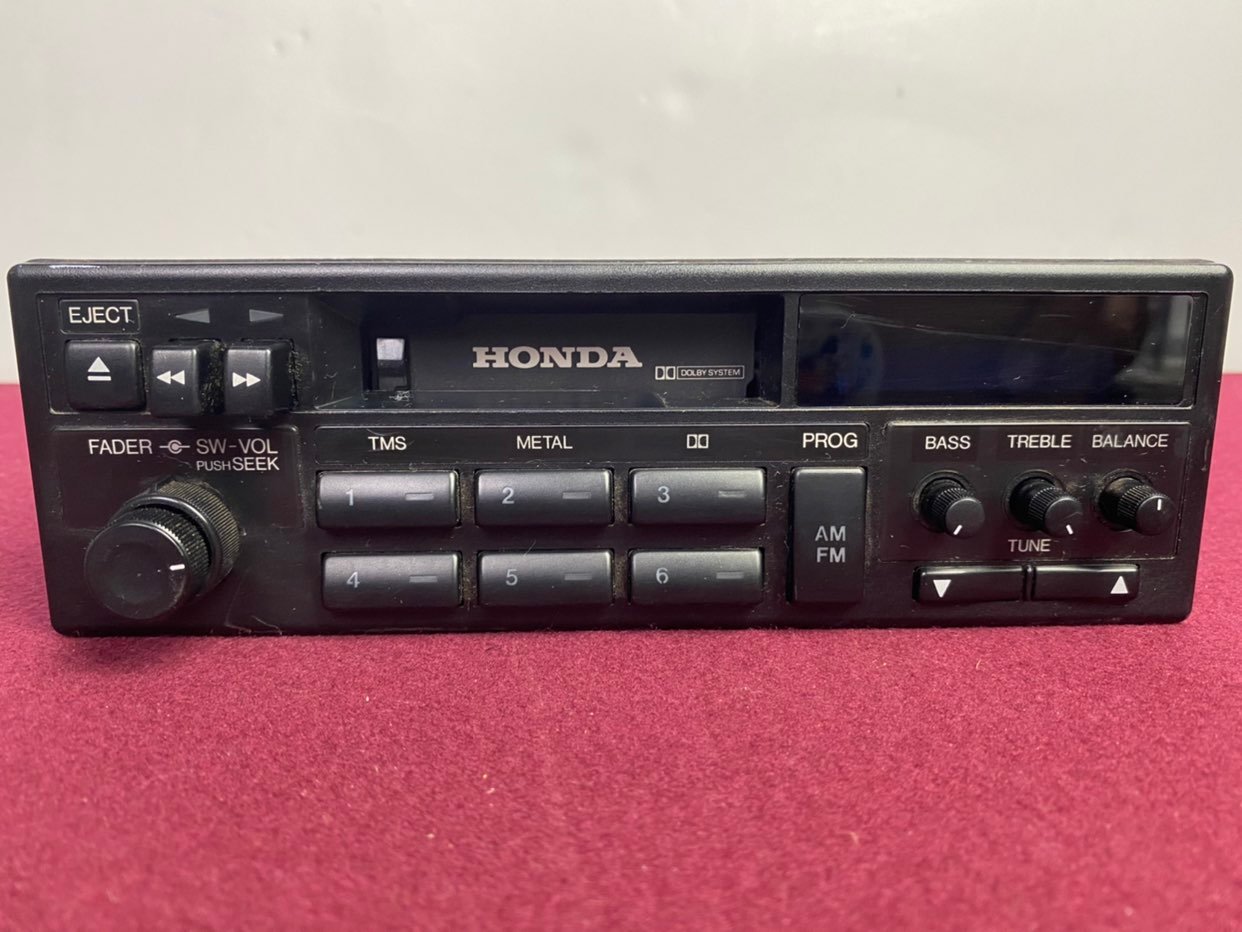 EJECT
HONDA
DOLBY SYSTEM
FADER SW-VOL
PUSH SEEK
TMS METAL PROG
BASS TREBLE BALANCE
1 2 3
AM
FM
TUNE
4 5 6